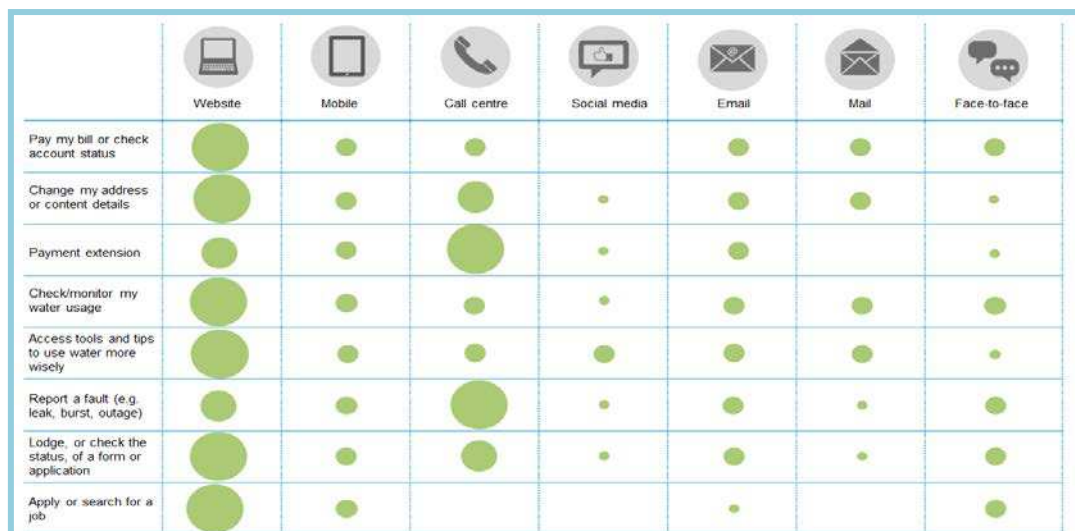 Website Mobile Call centre Social media Email Mail Face-to-face
Pay my bill or check
account status
Change my address
or content details
Payment extension
Check/monitor my
water usage
Access tools and tips
to use water more
wisely
Report a fault (e.g.
leak, burst, outage)
Lodge, or check the
status, of a form or
application
Apply or search for a
job